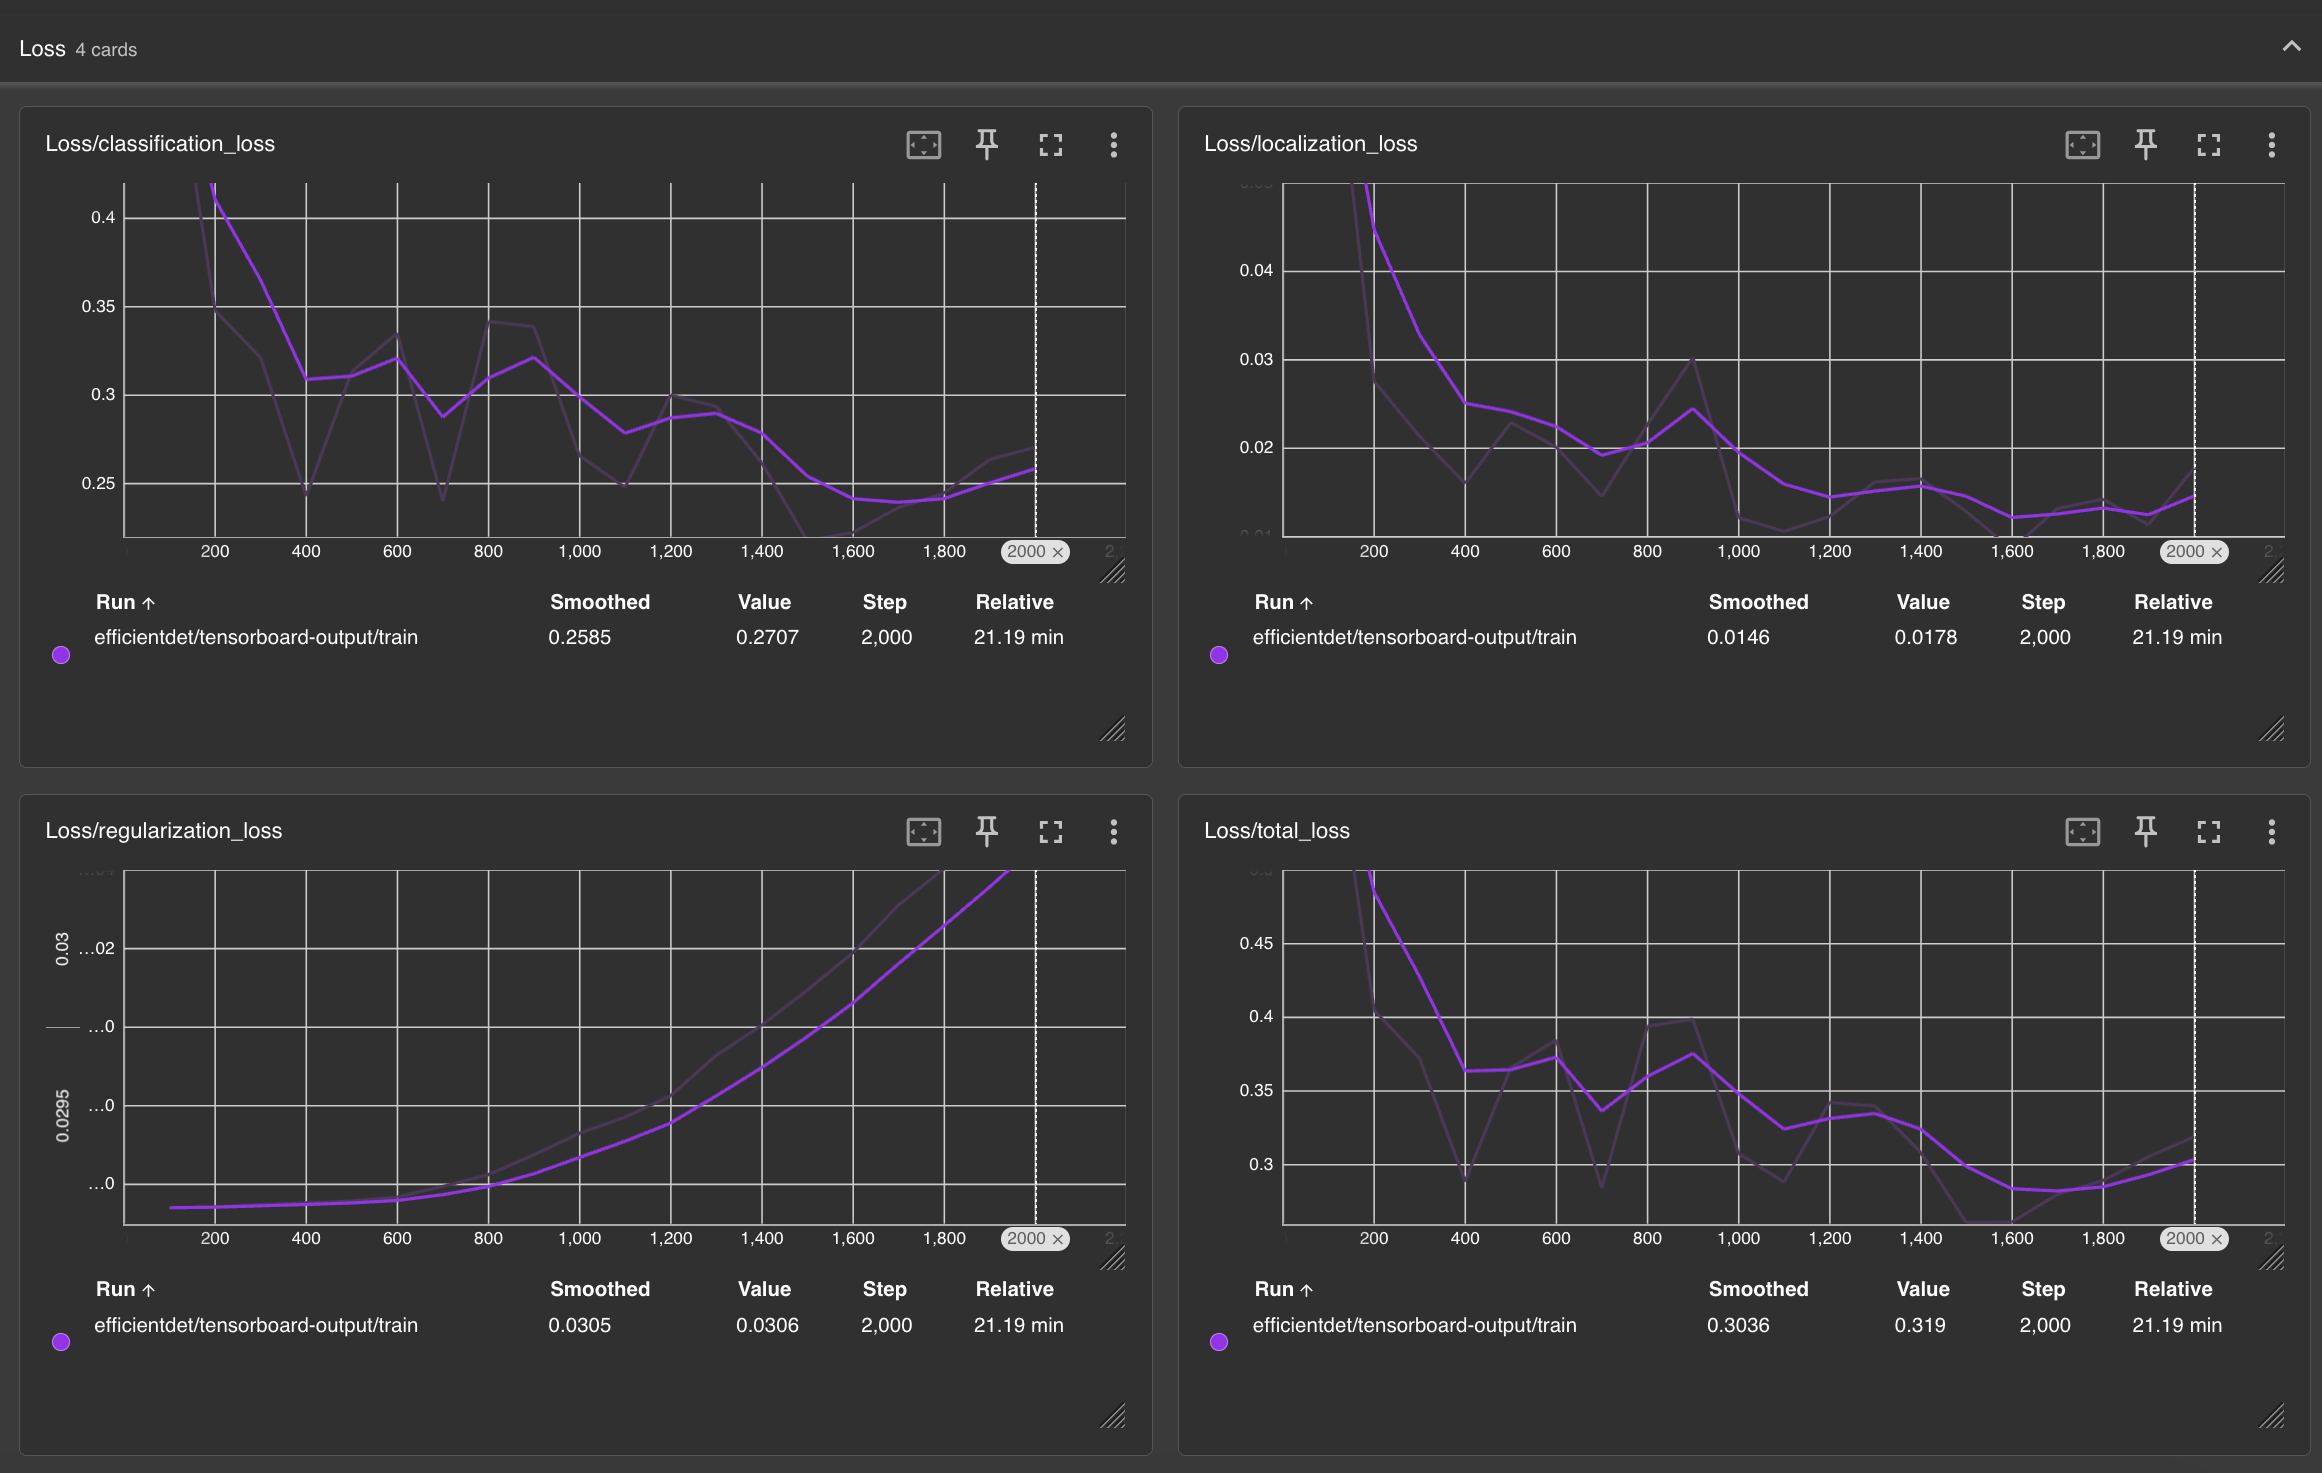 Loss 4 cards
Loss/classification_loss
0.4
0.35
0.3
0.25
200 400 600 800 1,000 1,200 1,400 1,600 1,800 2000 × 2...
Run ↑ Smoothed Value Step Relative
efficientdet/tensorboard-output/train 0.2585 0.2707 2,000 21.19 min
Loss/localization_loss
0.04
0.03
0.02
200 400 600 800 1,000 1,200 1,400 1,600 1,800 2000 × 2...
Run ↑ Smoothed Value Step Relative
efficientdet/tensorboard-output/train 0.0146 0.0178 2,000 21.19 min
Loss/regularization_loss
0.03
...02
...0
0.0295
...0
...0
200 400 600 800 1,000 1,200 1,400 1,600 1,800 2000 × 2...
Run ↑ Smoothed Value Step Relative
efficientdet/tensorboard-output/train 0.0305 0.0306 2,000 21.19 min
Loss/total_loss
0.45
0.4
0.35
0.3
200 400 600 800 1,000 1,200 1,400 1,600 1,800 2000 × 2...
Run ↑ Smoothed Value Step Relative
efficientdet/tensorboard-output/train 0.3036 0.319 2,000 21.19 min